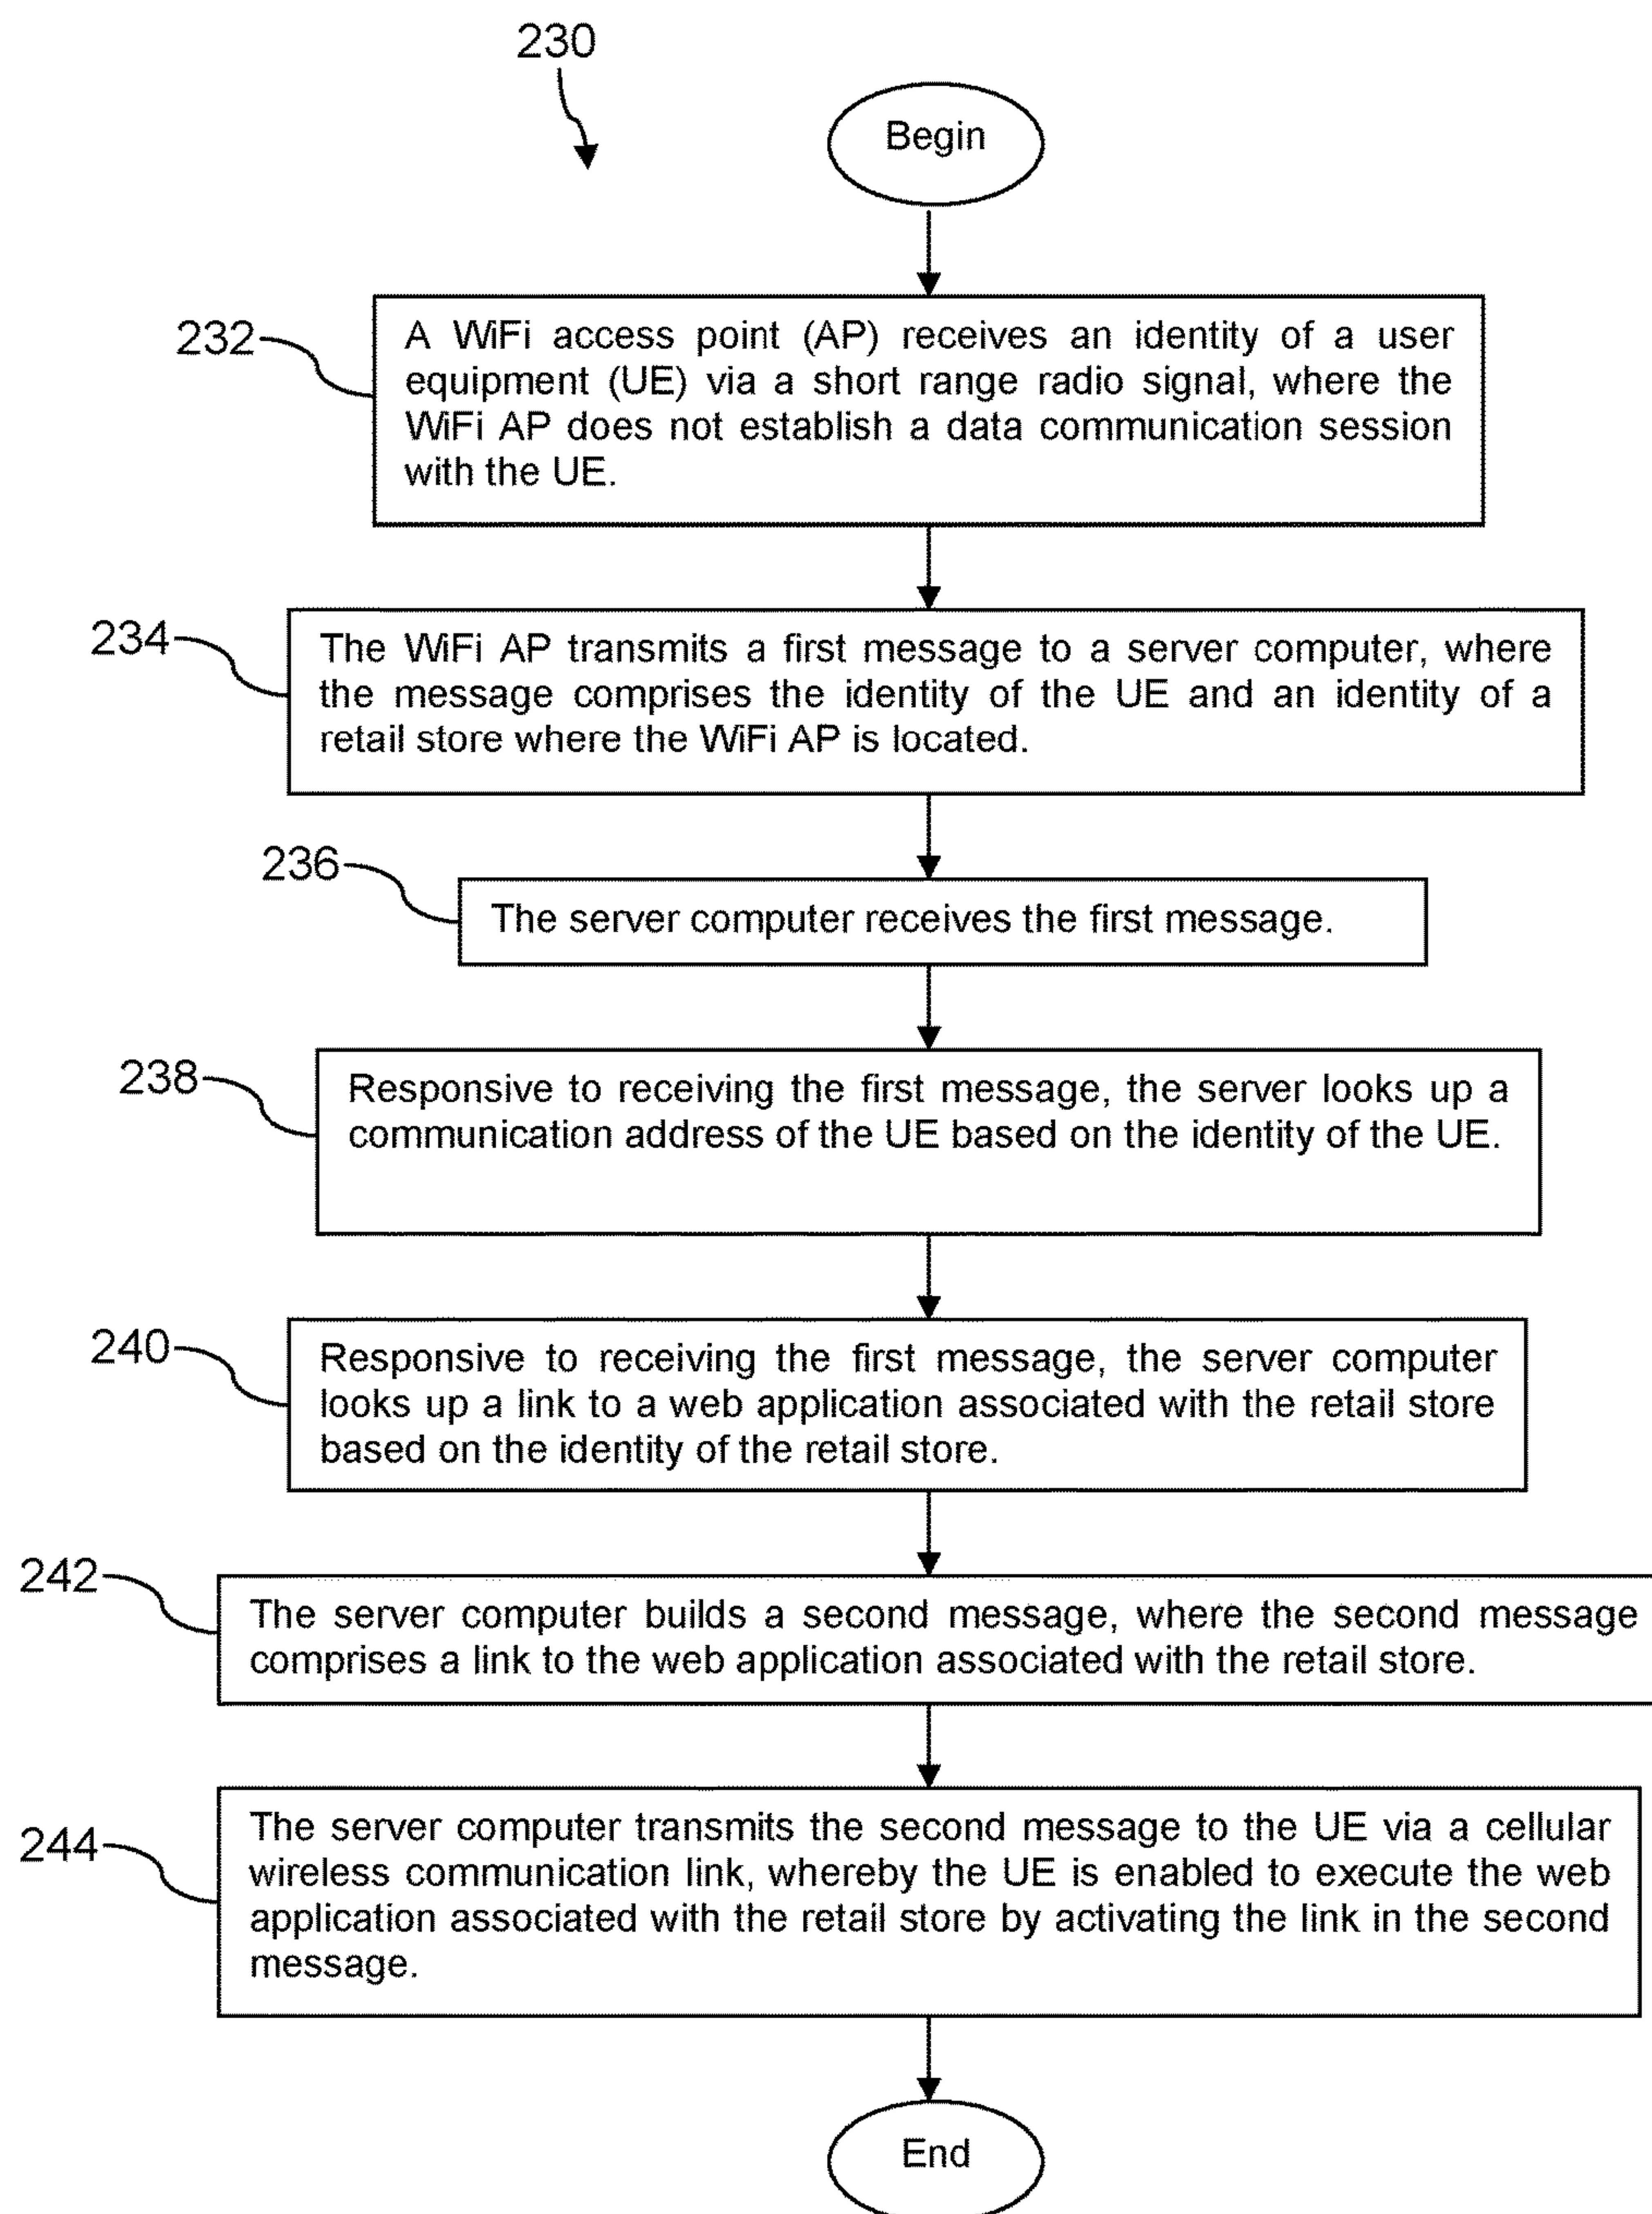 230
Begin
232
A WiFi access point (AP) receives an identity of a user
equipment (UE) via a short range radio signal, where the
WiFi AP does not establish a data communication session
with the UE.
234
The WiFi AP transmits a first message to a server computer, where
the message comprises the identity of the UE and an identity of a
retail store where the WiFi AP is located.
236
The server computer receives the first message.
238
Responsive to receiving the first message, the server looks up a
communication address of the UE based on the identity of the UE.
240
Responsive to receiving the first message, the server computer
looks up a link to a web application associated with the retail store
based on the identity of the retail store.
242
The server computer builds a second message, where the second message
comprises a link to the web application associated with the retail store.
244
The server computer transmits the second message to the UE via a cellular
wireless communication link, whereby the UE is enabled to execute the web
application associated with the retail store by activating the link in the second
message.
End